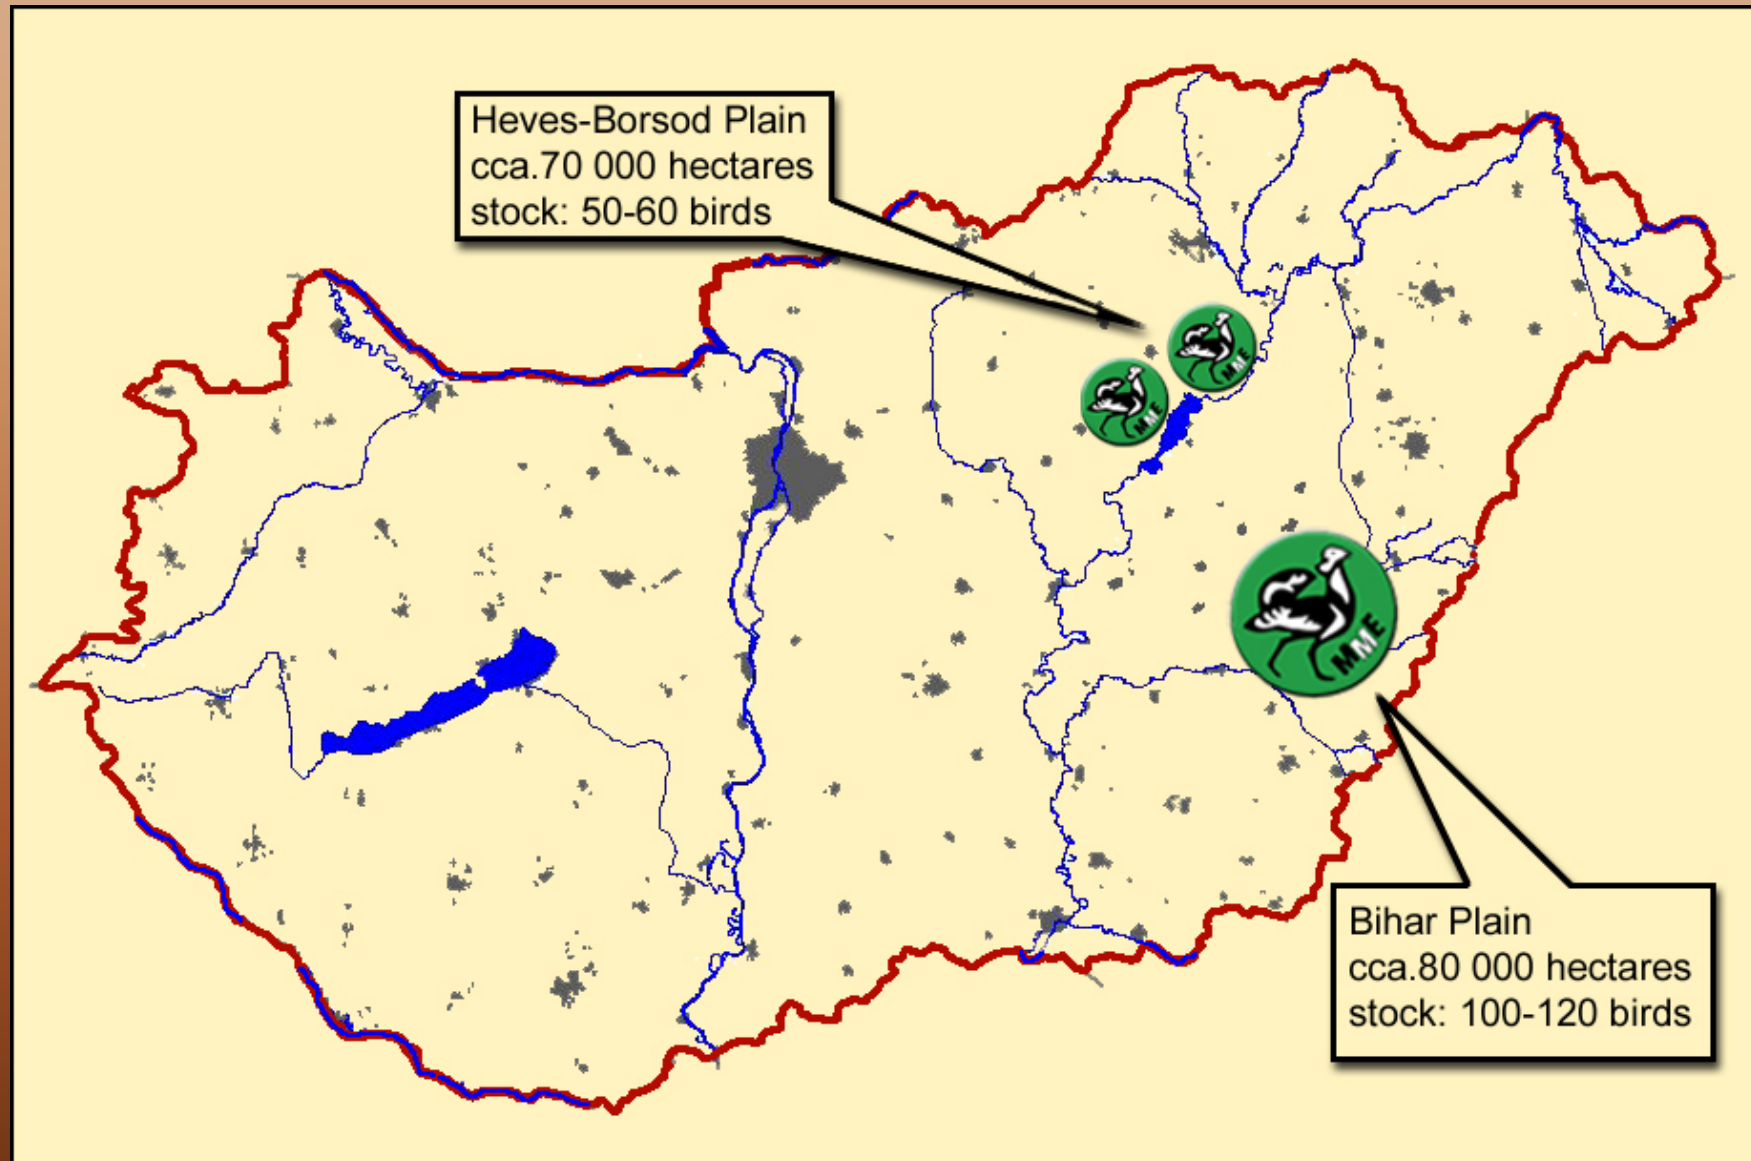 Heves-Borsod Plain
cca.70 000 hectares
stock: 50-60 birds
MME
MME
MME
Bihar Plain
cca.80 000 hectares
stock: 100-120 birds